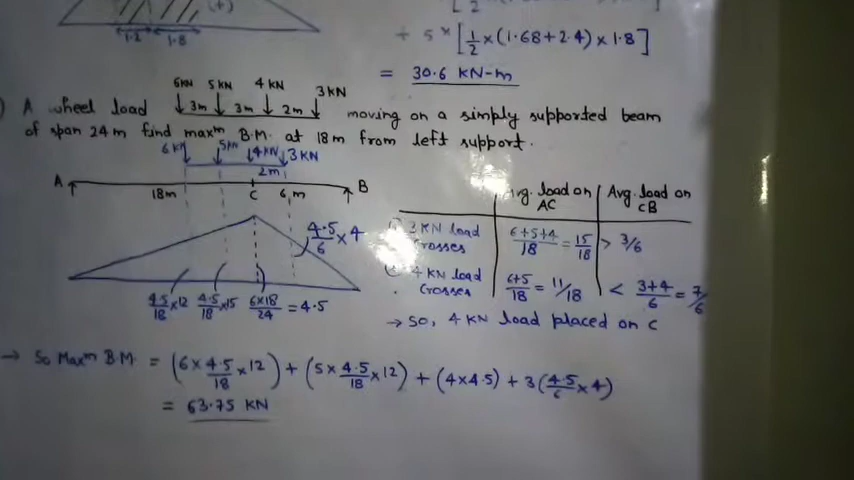 1.2 1.8 (+)
+ 5 × [1/2 × (1.68 + 2.4) × 1.8]
= 30.6 KN-m
) A wheel load 6KN 5KN 4KN 3KN 3m 3m 2m moving on a simply supported beam
of span 24 m find maxᵐ B.M. at 18m from left support.
6KN 5KN 4KN 3KN
2m
A 18m C 6m B
4.5/6 × 4
4.5/18 × 12 4.5/18 × 15 6×18/24 = 4.5
Avg. load on AC Avg. load on CB
3 KN load Crosses 6+5+4/18 = 15/18 > 3/6
4 KN load Crosses 6+5/18 = 11/18 < 3+4/6 = 7/6
→ So, 4 KN load placed on C
→ So Maxᵐ B.M. = (6 × 4.5/18 × 12) + (5 × 4.5/18 × 12) + (4 × 4.5) + 3(4.5/6 × 4)
= 63.75 KN